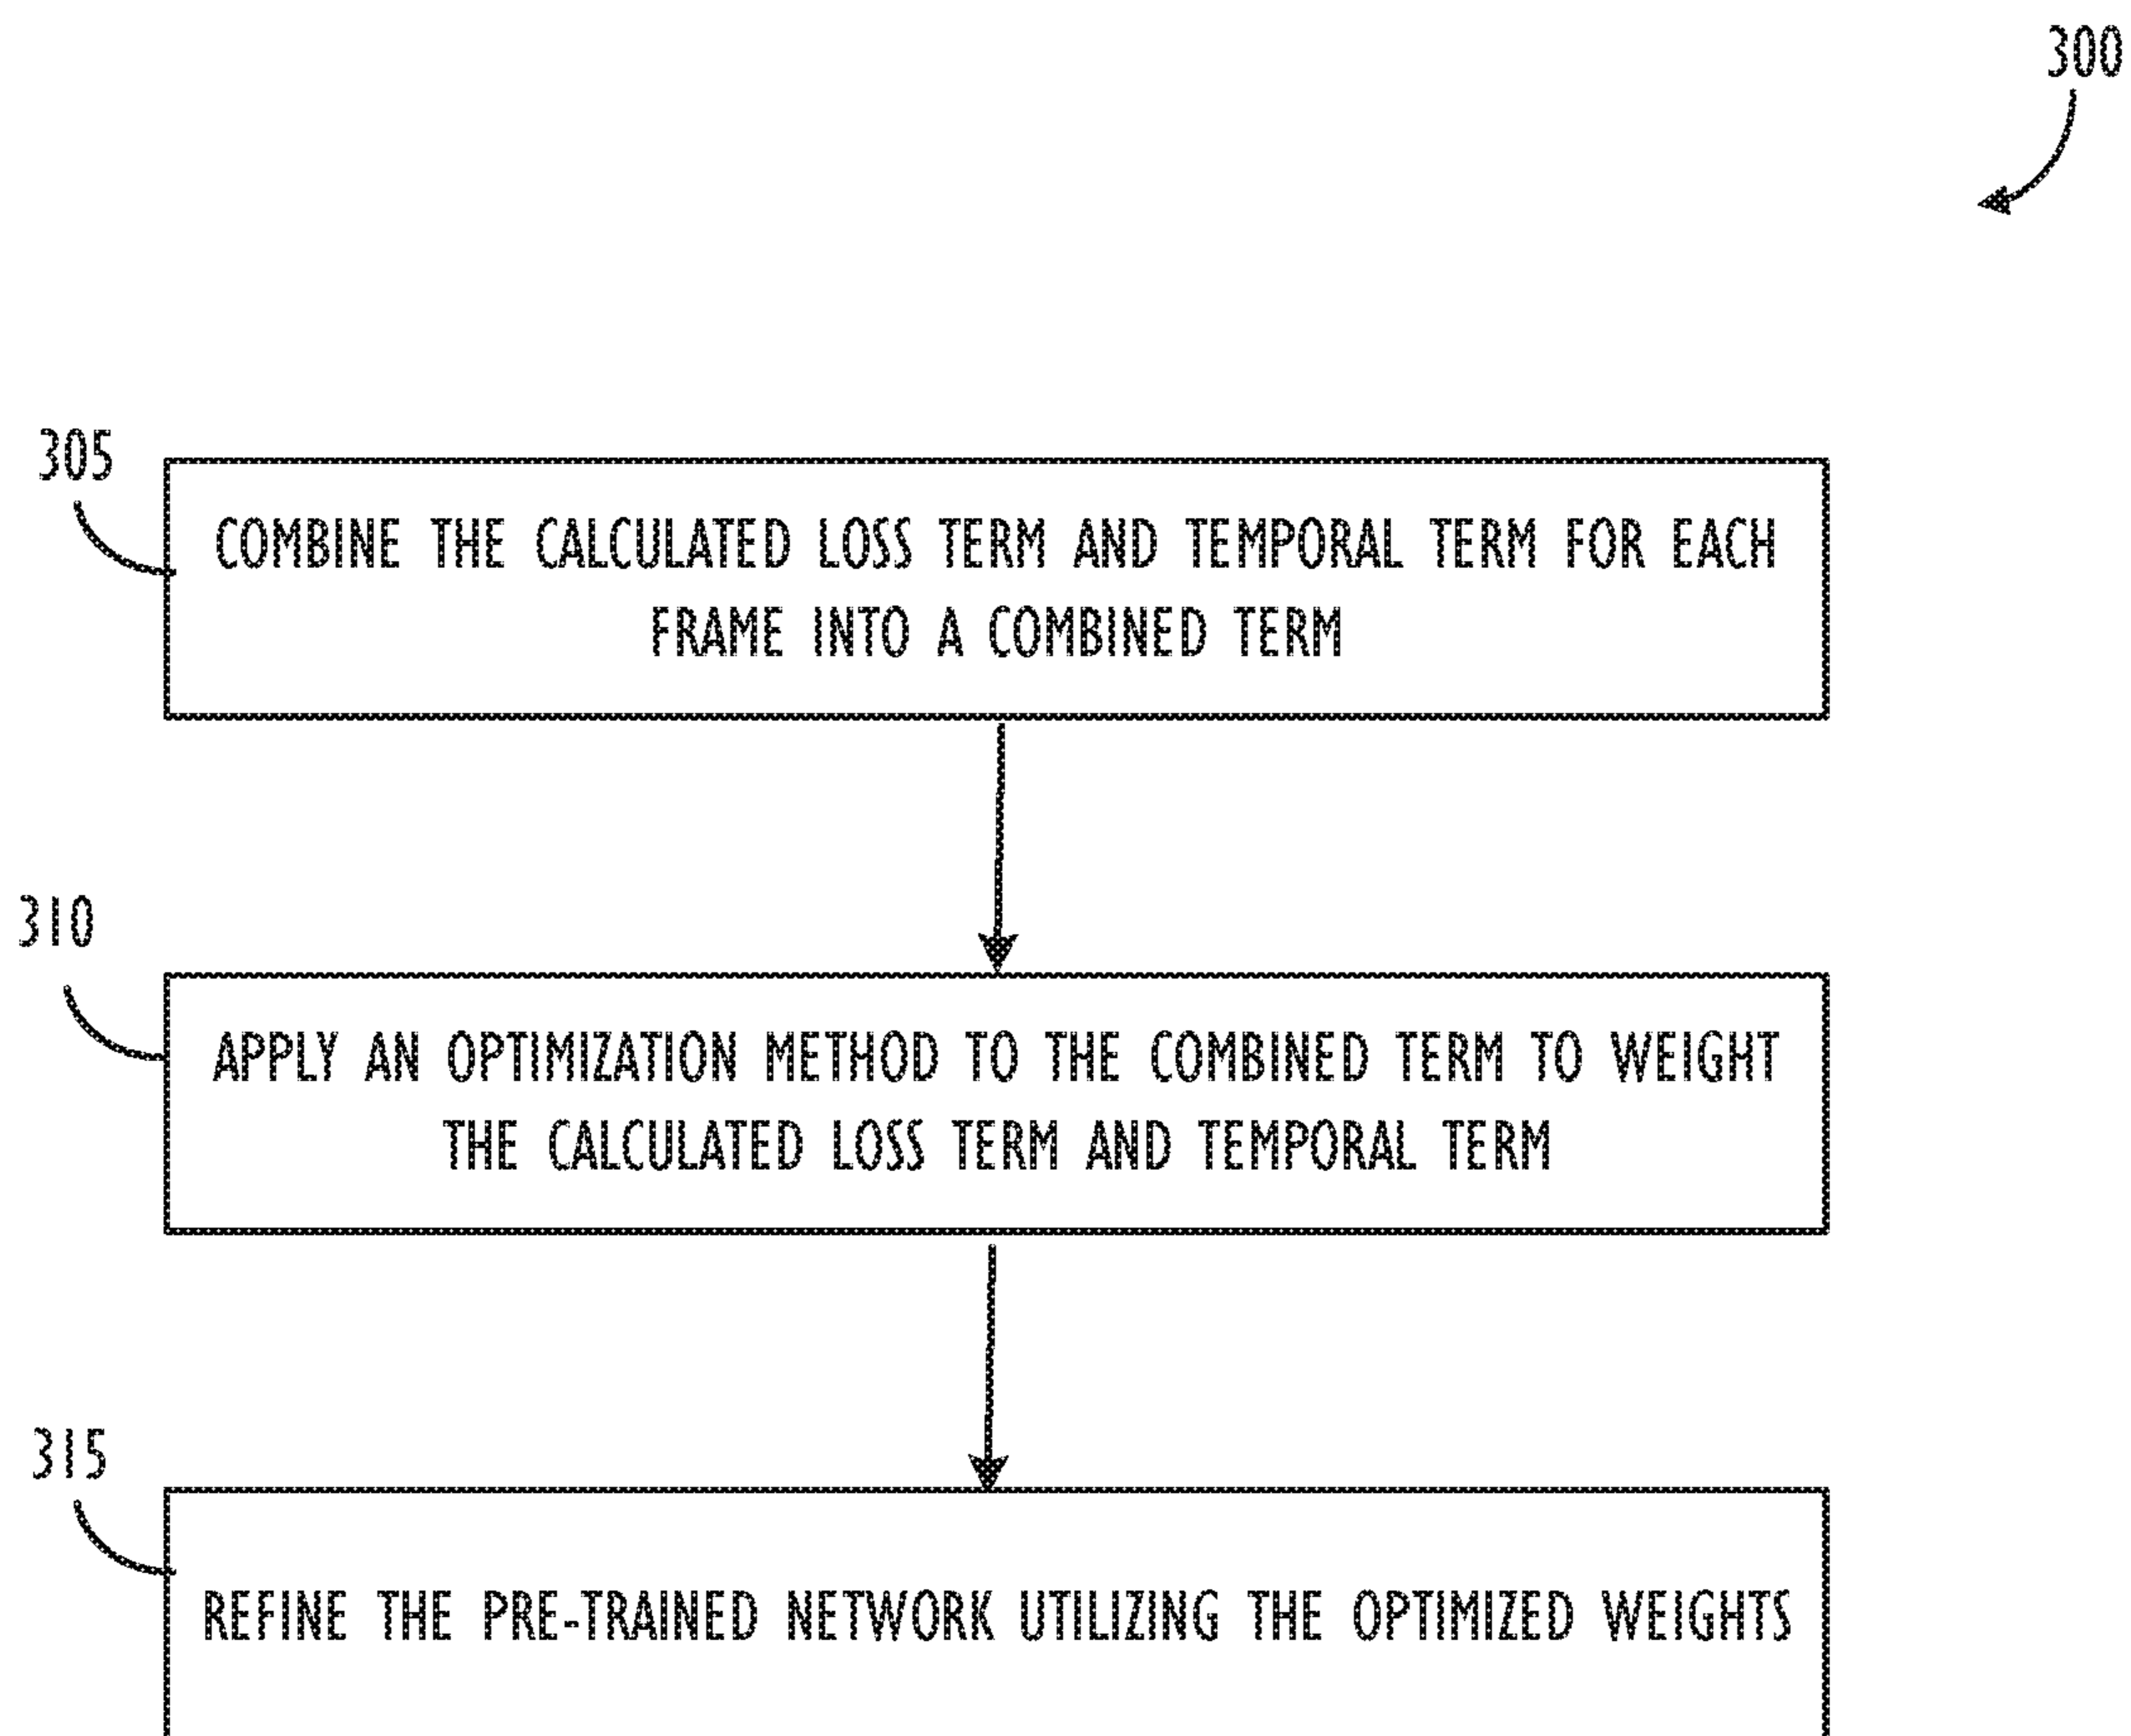 300
305
COMBINE THE CALCULATED LOSS TERM AND TEMPORAL TERM FOR EACH
FRAME INTO A COMBINED TERM
310
APPLY AN OPTIMIZATION METHOD TO THE COMBINED TERM TO WEIGHT
THE CALCULATED LOSS TERM AND TEMPORAL TERM
315
REFINE THE PRE-TRAINED NETWORK UTILIZING THE OPTIMIZED WEIGHTS